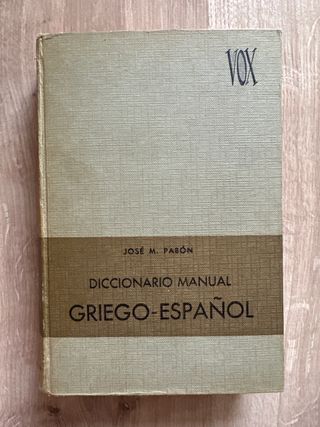 VOX
JOSÉ M. PABÓN
DICCIONARIO MANUAL
GRIEGO-ESPAÑOL